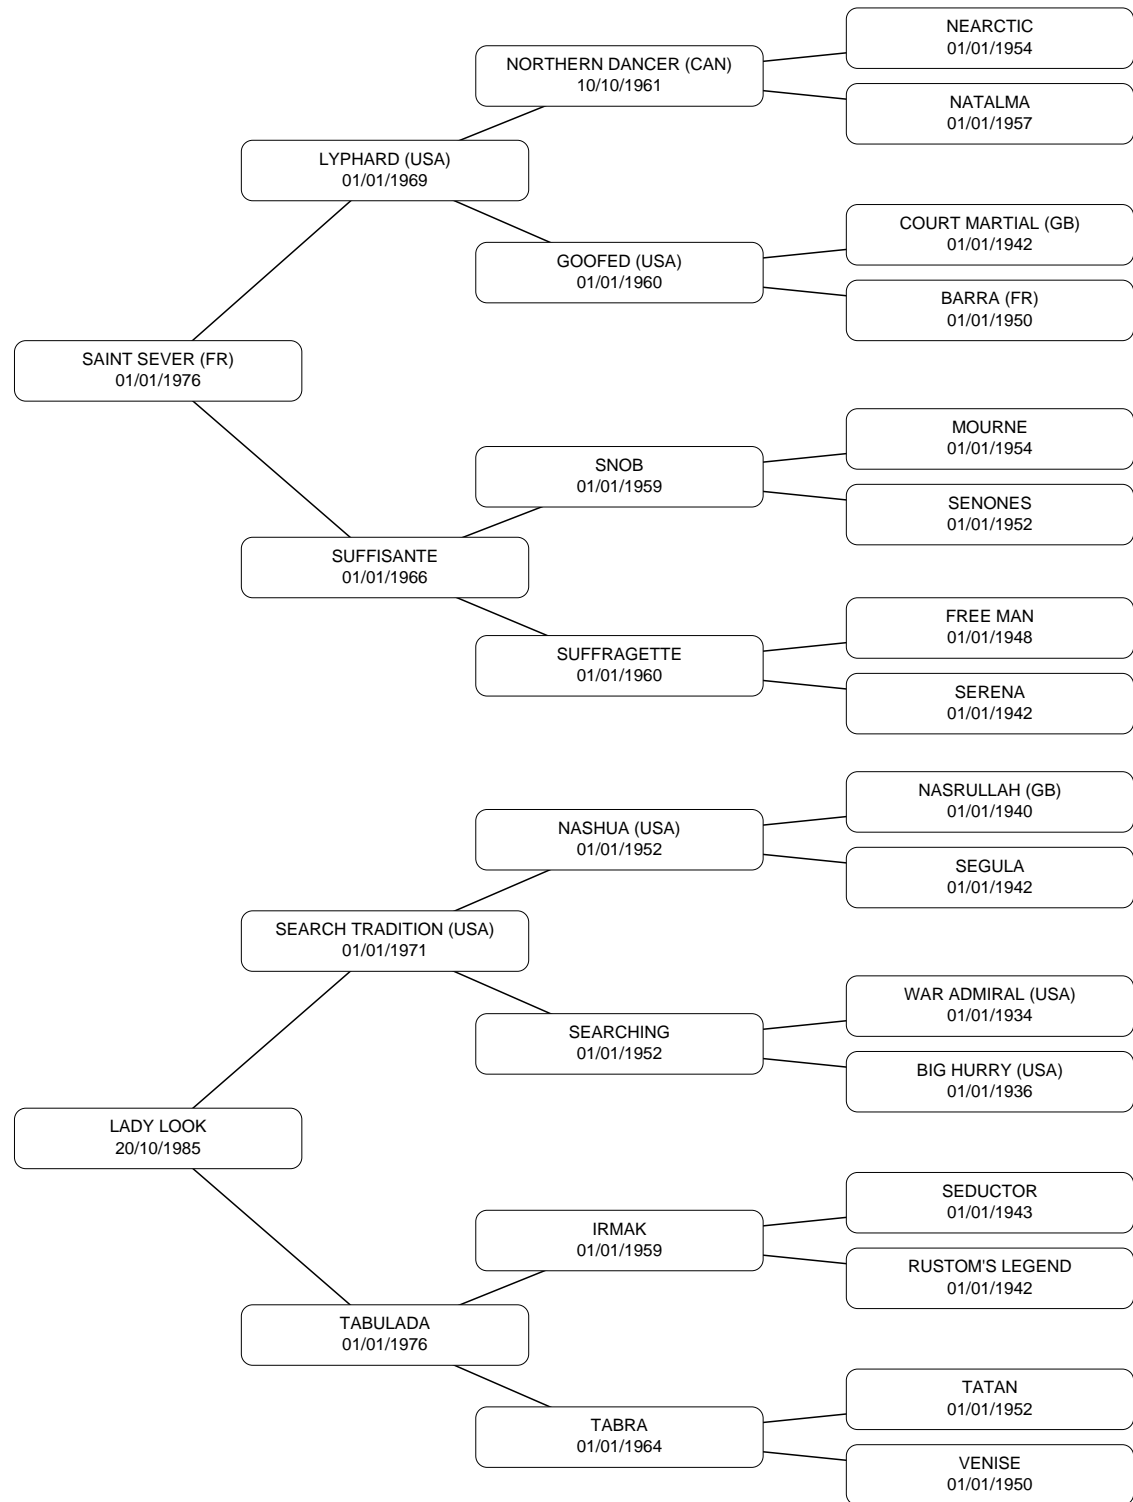 NEARCTIC
01/01/1954
NORTHERN DANCER (CAN)
10/10/1961
NATALMA
01/01/1957
LYPHARD (USA)
01/01/1969
COURT MARTIAL (GB)
01/01/1942
GOOFED (USA)
01/01/1960
BARRA (FR)
01/01/1950
SAINT SEVER (FR)
01/01/1976
MOURNE
01/01/1954
SNOB
01/01/1959
SENONES
01/01/1952
SUFFISANTE
01/01/1966
FREE MAN
01/01/1948
SUFFRAGETTE
01/01/1960
SERENA
01/01/1942
NASRULLAH (GB)
01/01/1940
NASHUA (USA)
01/01/1952
SEGULA
01/01/1942
SEARCH TRADITION (USA)
01/01/1971
WAR ADMIRAL (USA)
01/01/1934
SEARCHING
01/01/1952
BIG HURRY (USA)
01/01/1936
LADY LOOK
20/10/1985
SEDUCTOR
01/01/1943
IRMAK
01/01/1959
RUSTOM'S LEGEND
01/01/1942
TABULADA
01/01/1976
TATAN
01/01/1952
TABRA
01/01/1964
VENISE
01/01/1950